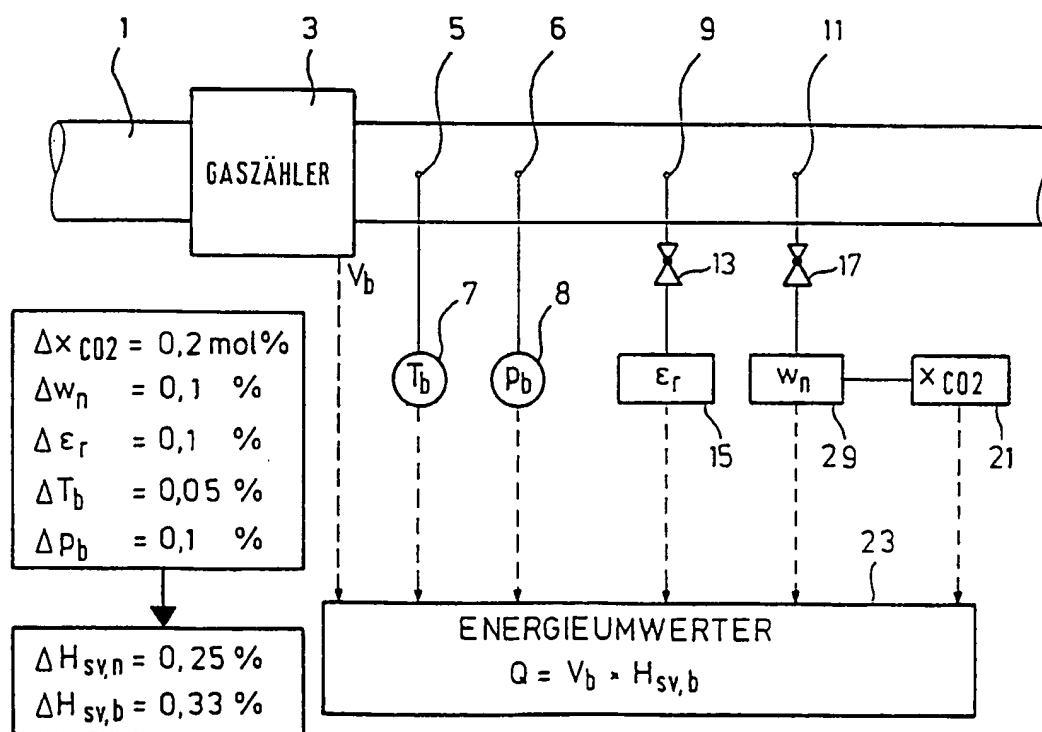 1 3 5 6 9 11
GASZÄHLER
V_b
13 17
7 8
T_b p_b ε_r w_n x_CO2
15 29 21
Δx_CO2 = 0,2 mol%
Δw_n = 0,1 %
Δε_r = 0,1 %
ΔT_b = 0,05 %
Δp_b = 0,1 %
23
ENERGIEUMWERTER
Q = V_b × H_sv,b
ΔH_sv,n = 0,25 %
ΔH_sv,b = 0,33 %